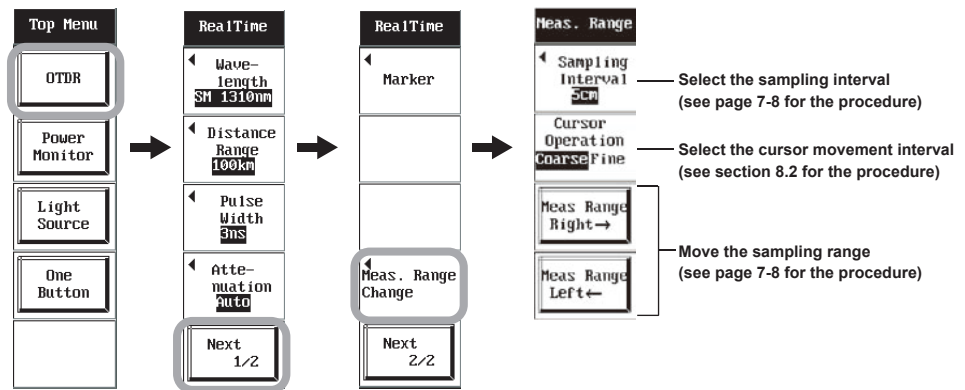 Top Menu
OTDR
Power
Monitor
Light
Source
One
Button
RealTime
Wave-
length
SM 1310nm
Distance
Range
100km
Pulse
Width
3ns
Atte-
nuation
Auto
Next
1/2
RealTime
Marker
Meas. Range
Change
Next
2/2
Meas. Range
Sampling
Interval
5cm
Cursor
Operation
Coarse Fine
Meas Range
Right→
Meas Range
Left←
Select the sampling interval
(see page 7-8 for the procedure)
Select the cursor movement interval
(see section 8.2 for the procedure)
Move the sampling range
(see page 7-8 for the procedure)